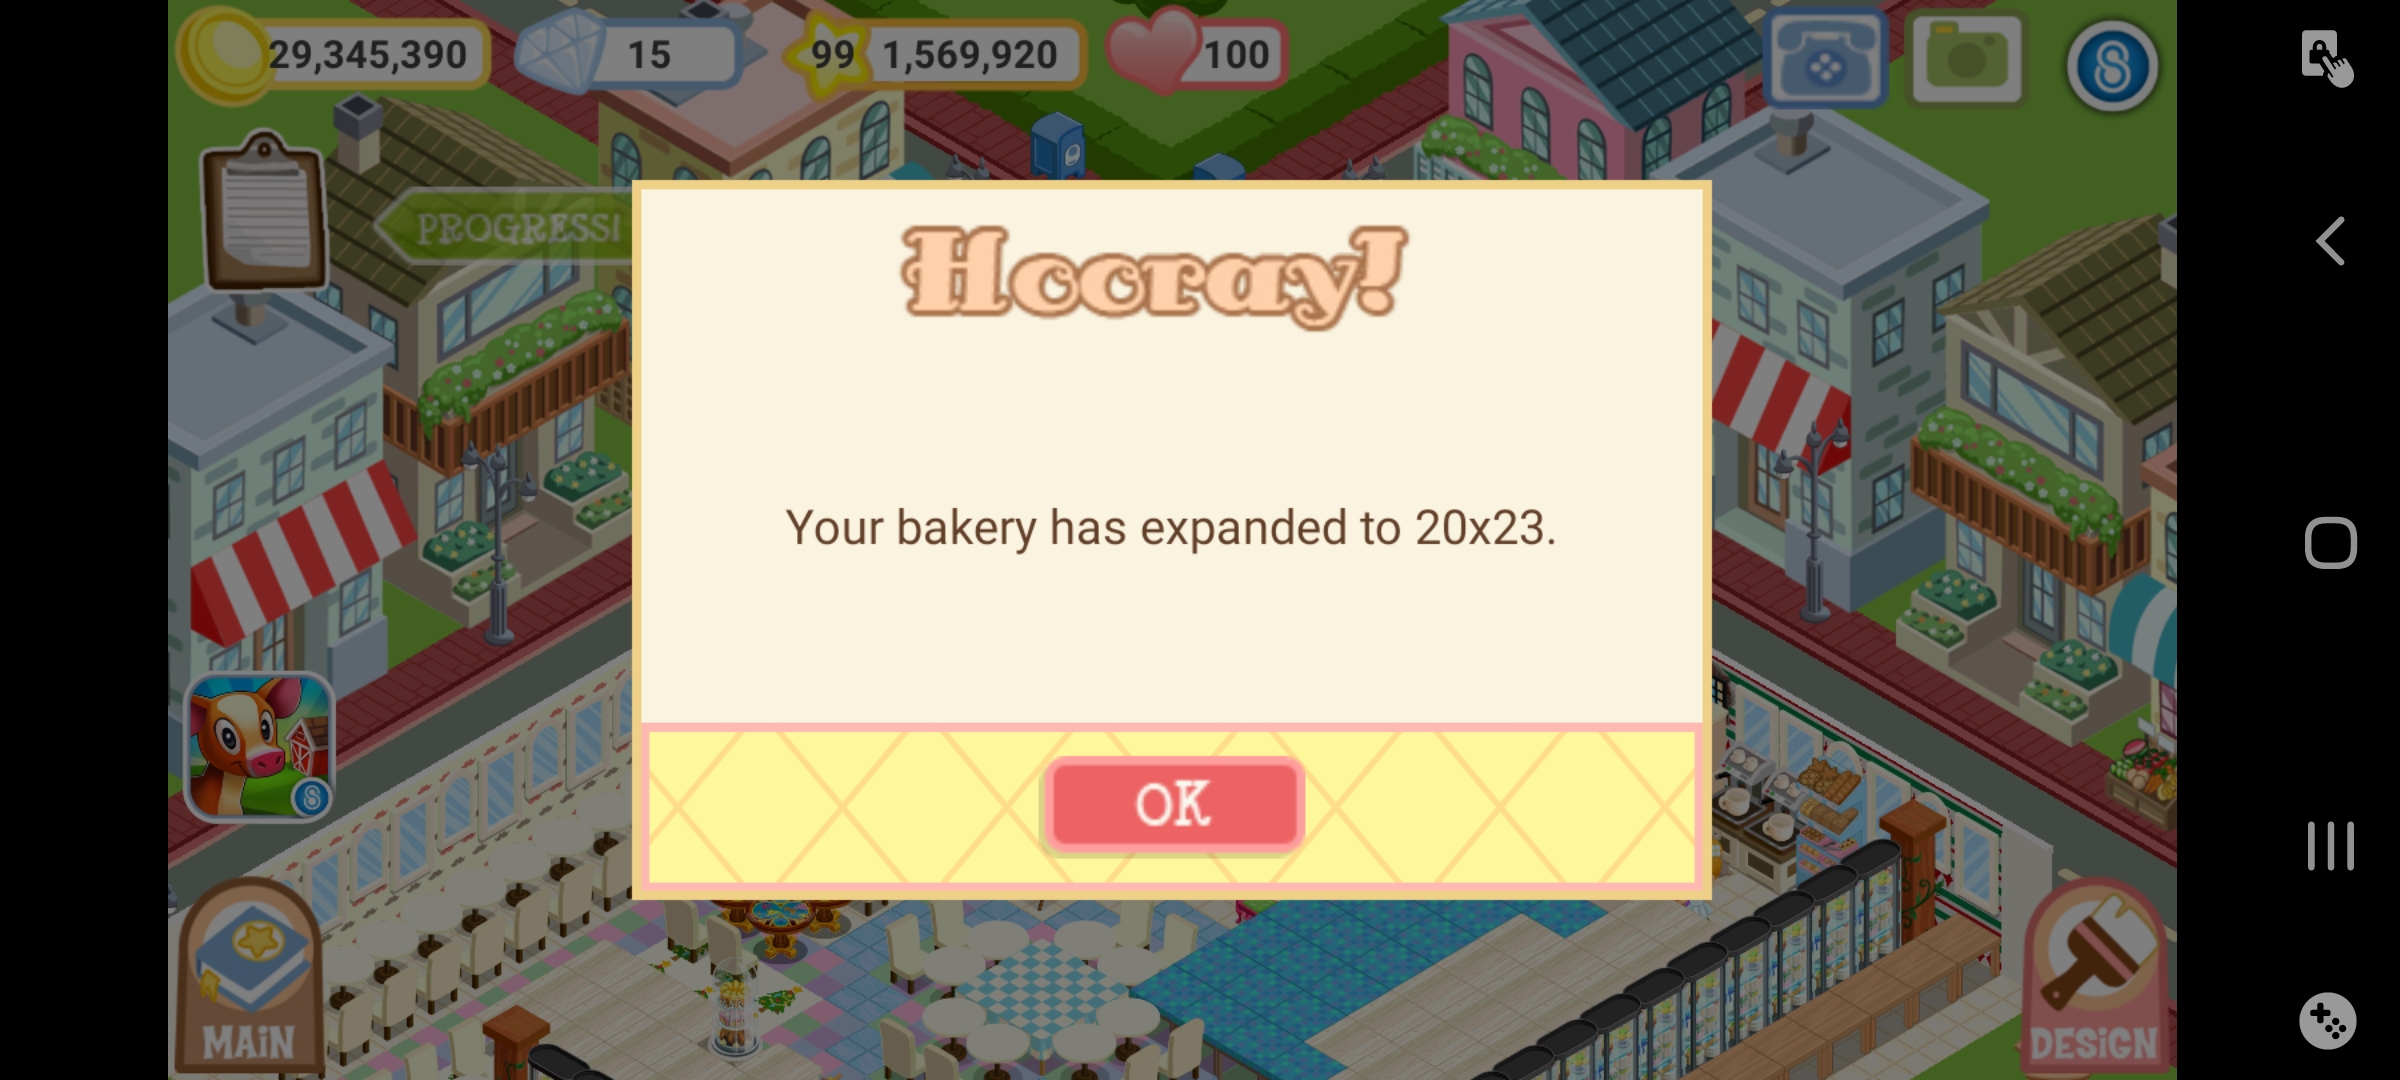 29,345,390
15
99
1,569,920
100
PROGRESS!
Hooray!
Your bakery has expanded to 20x23.
OK
MAIN
DESIGN